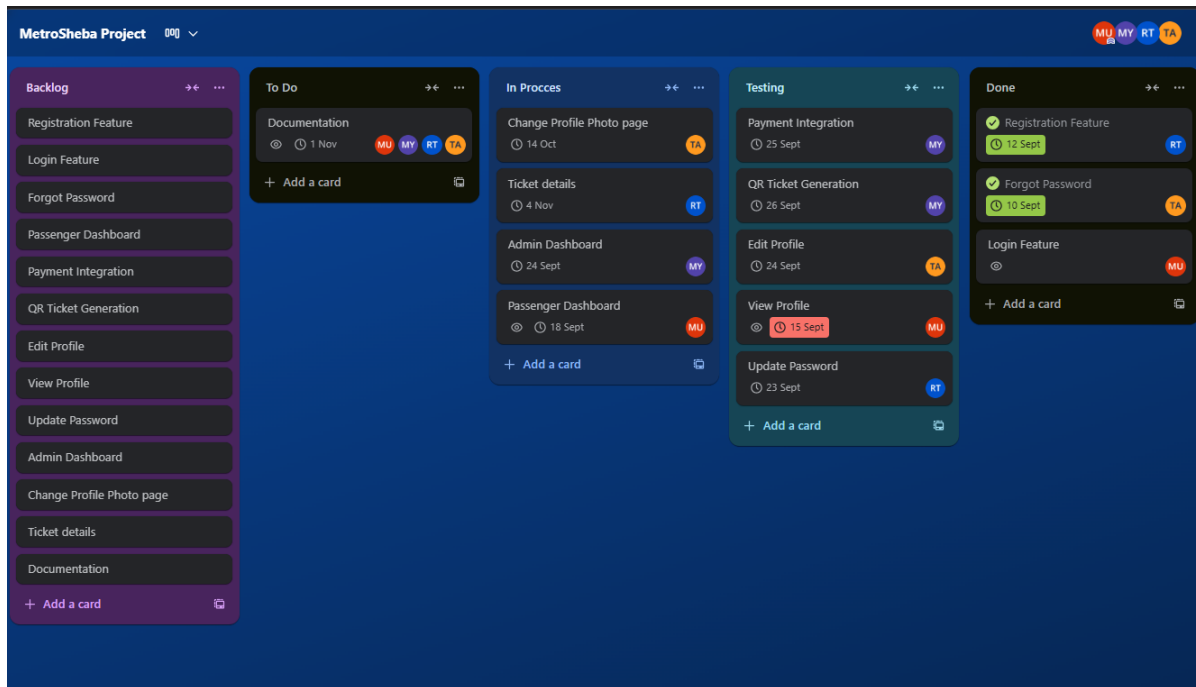 MetroSheba Project
MU MY RT TA
Backlog
Registration Feature
Login Feature
Forgot Password
Passenger Dashboard
Payment Integration
QR Ticket Generation
Edit Profile
View Profile
Update Password
Admin Dashboard
Change Profile Photo page
Ticket details
Documentation
+ Add a card
To Do
Documentation
1 Nov MU MY RT TA
+ Add a card
In Procces
Change Profile Photo page
14 Oct TA
Ticket details
4 Nov RT
Admin Dashboard
24 Sept MY
Passenger Dashboard
18 Sept MU
+ Add a card
Testing
Payment Integration
25 Sept MY
QR Ticket Generation
26 Sept MY
Edit Profile
24 Sept TA
View Profile
15 Sept MU
Update Password
23 Sept RT
+ Add a card
Done
Registration Feature
12 Sept RT
Forgot Password
10 Sept TA
Login Feature
MU
+ Add a card